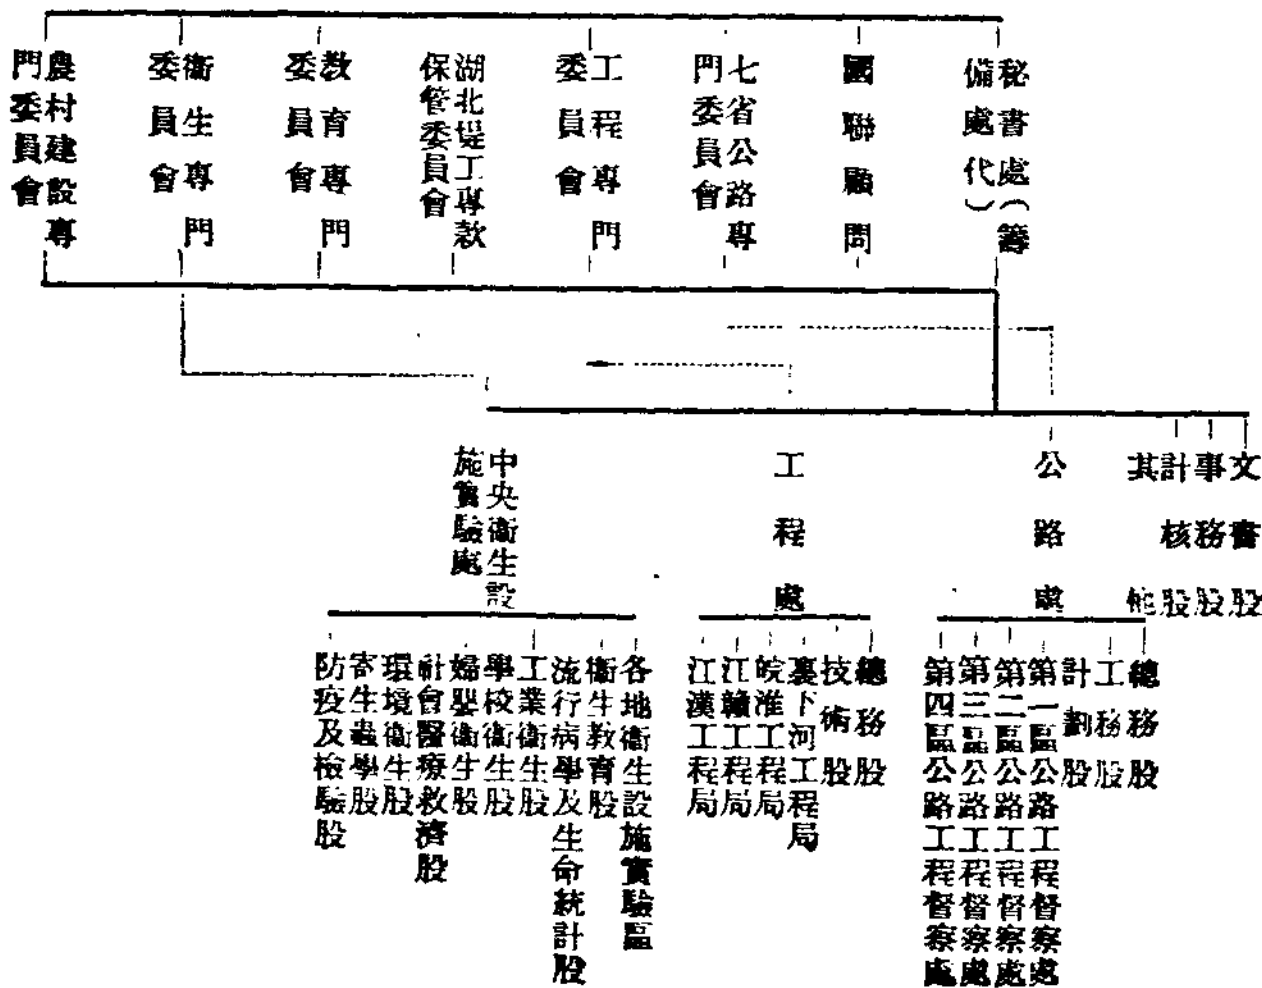 秘書處（籌
備處代）
國聯顧問
七省公路專
門委員會
工程專門
委員會
湖北堤工專款
保管委員會
教育專門
委員會
衞生專門
委員會
農村建設專
門委員會
文書股
事務股
計核股
其他
公路處
工程處
中央衞生設
施實驗處
總務股
工務股
計劃股
第一區公路工程督察處
第二區公路工程督察處
第三區公路工程督察處
第四區公路工程督察處
總務股
技術股
裏下河工程局
皖淮工程局
江贛工程局
江漢工程局
各地衞生設施實驗區
衞生教育股
流行病學及生命統計股
工業衞生股
學校衞生股
婦嬰衞生股
社會醫療救濟股
環境衞生股
寄生蟲學股
防疫及檢驗股